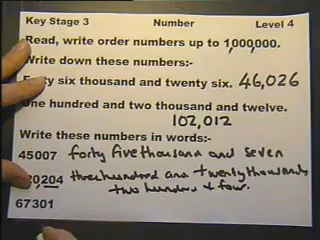 Key Stage 3 Number Level 4
Read, write order numbers up to 1,000,000.
Write down these numbers:-
Forty six thousand and twenty six. 46,026
One hundred and two thousand and twelve.
102,012
Write these numbers in words:-
45007 forty five thousand and seven
20,204 three hundred and twenty thousand,
two hundred & four.
67301